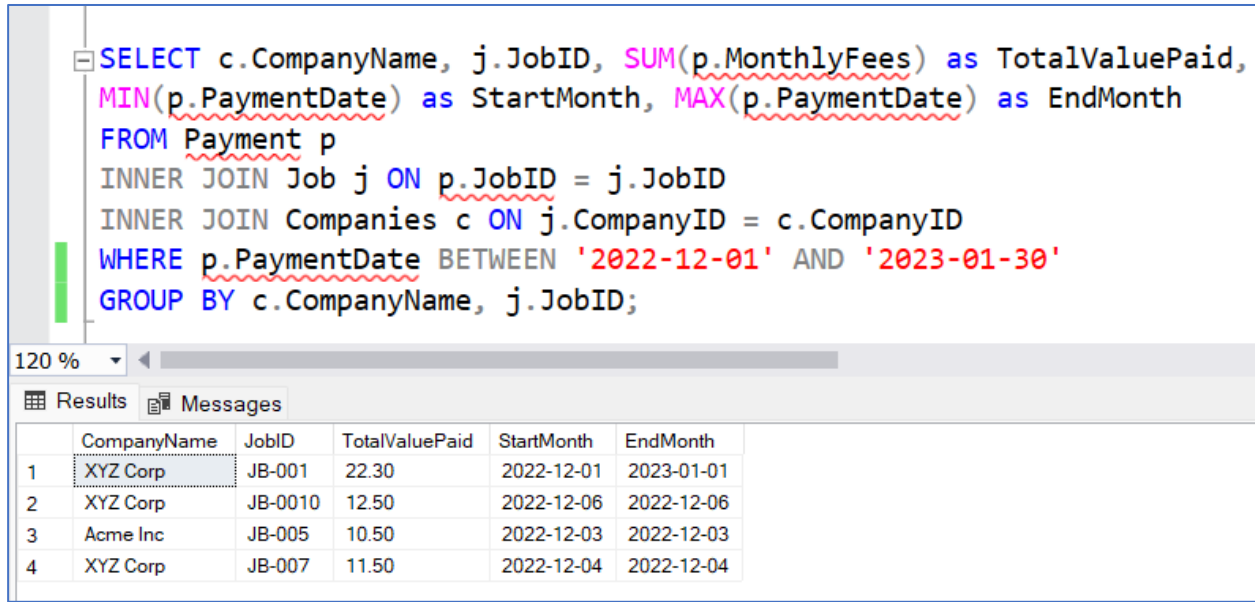 SELECT c.CompanyName, j.JobID, SUM(p.MonthlyFees) as TotalValuePaid,
MIN(p.PaymentDate) as StartMonth, MAX(p.PaymentDate) as EndMonth
FROM Payment p
INNER JOIN Job j ON p.JobID = j.JobID
INNER JOIN Companies c ON j.CompanyID = c.CompanyID
WHERE p.PaymentDate BETWEEN '2022-12-01' AND '2023-01-30'
GROUP BY c.CompanyName, j.JobID;
120 %
Results Messages
CompanyName JobID TotalValuePaid StartMonth EndMonth
1 XYZ Corp JB-001 22.30 2022-12-01 2023-01-01
2 XYZ Corp JB-0010 12.50 2022-12-06 2022-12-06
3 Acme Inc JB-005 10.50 2022-12-03 2022-12-03
4 XYZ Corp JB-007 11.50 2022-12-04 2022-12-04